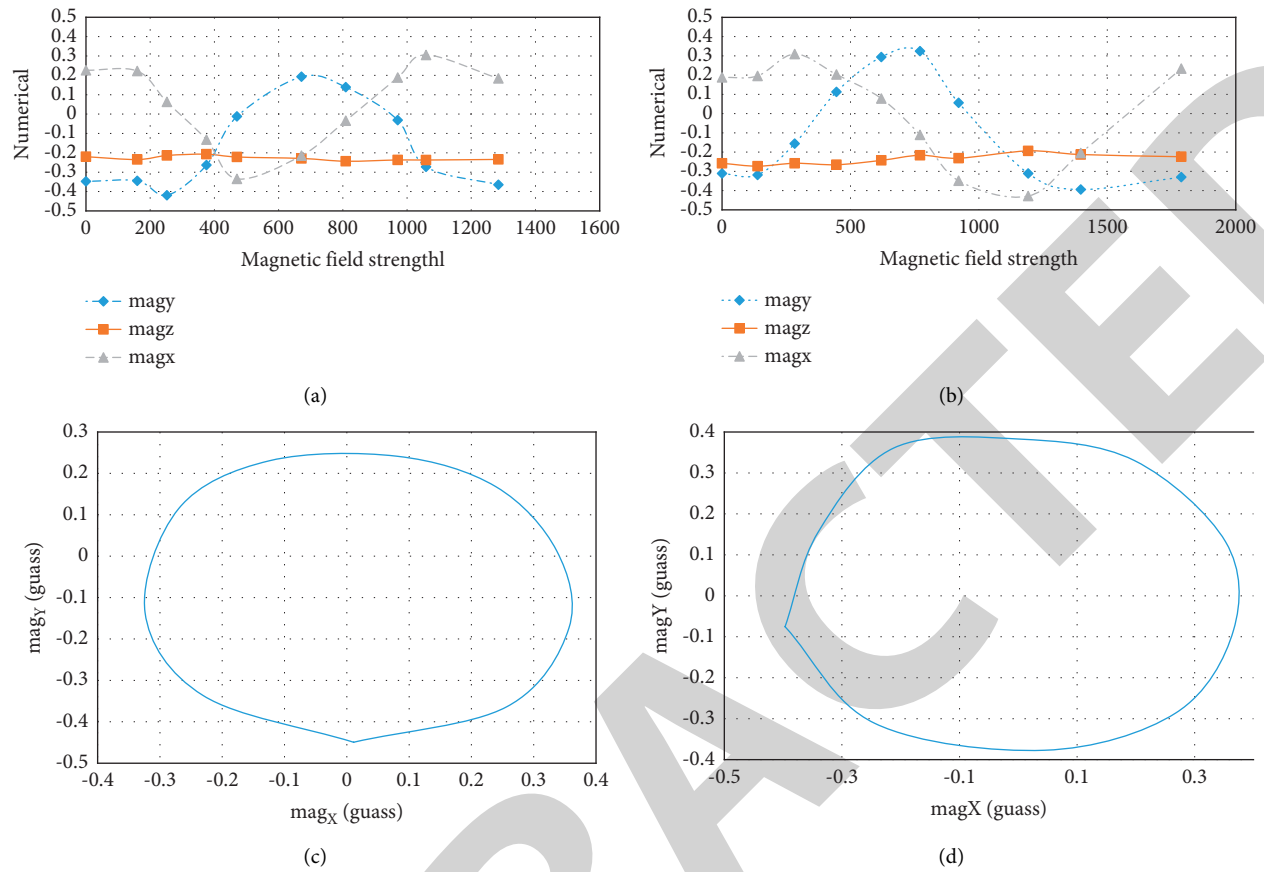 0.5
0.4
0.3
0.2
0.1
0
-0.1
-0.2
-0.3
-0.4
-0.5
Numerical
0 200 400 600 800 1000 1200 1400 1600
Magnetic field strengthl
magy
magz
magx
(a)
0.5
0.4
0.3
0.2
0.1
0
-0.1
-0.2
-0.3
-0.4
-0.5
Numerical
0 500 1000 1500 2000
Magnetic field strength
magy
magz
magx
(b)
0.3
0.2
0.1
0
-0.1
-0.2
-0.3
-0.4
-0.5
magY (guass)
-0.4 -0.3 -0.2 -0.1 0 0.1 0.2 0.3 0.4
magX (guass)
(c)
0.4
0.3
0.2
0.1
0
-0.1
-0.2
-0.3
-0.4
magY (guass)
-0.5 -0.3 -0.1 0.1 0.3
magX (guass)
(d)